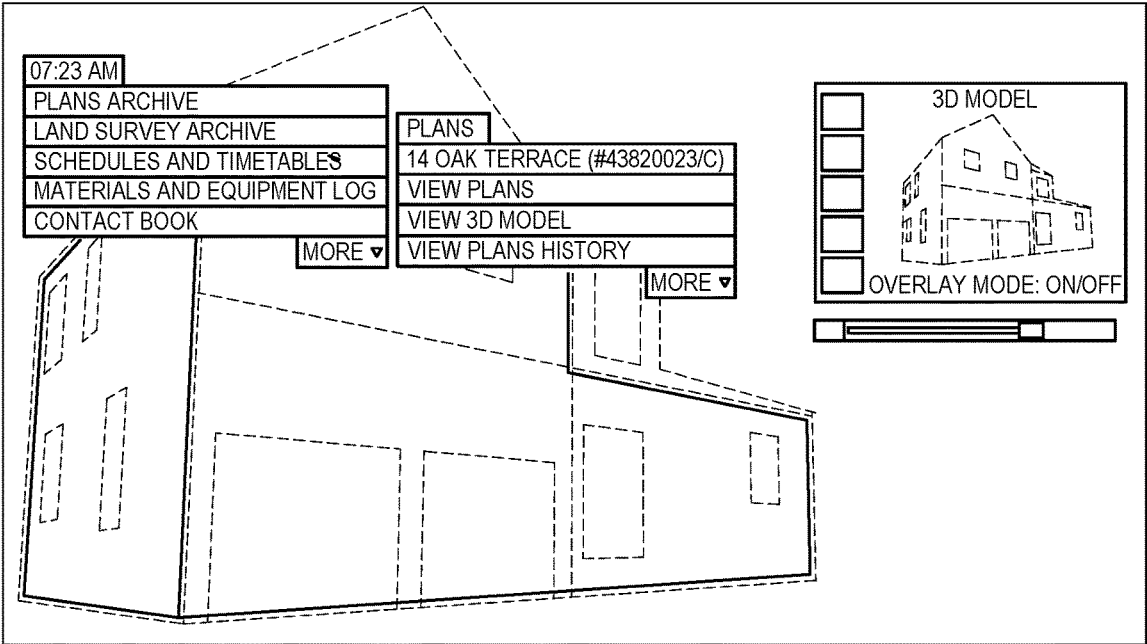 07:23 AM
PLANS ARCHIVE
LAND SURVEY ARCHIVE
SCHEDULES AND TIMETABLES
MATERIALS AND EQUIPMENT LOG
CONTACT BOOK
MORE
PLANS
14 OAK TERRACE (#43820023/C)
VIEW PLANS
VIEW 3D MODEL
VIEW PLANS HISTORY
MORE
3D MODEL
OVERLAY MODE: ON/OFF